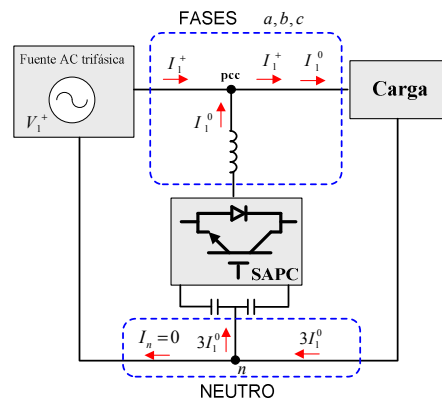 FASES a, b, c
Fuente AC trifásica
V₁⁺
I₁⁺
pcc
I₁⁺ I₁⁰
I₁⁰
Carga
SAPC
Iₙ=0
3I₁⁰
3I₁⁰
n
NEUTRO